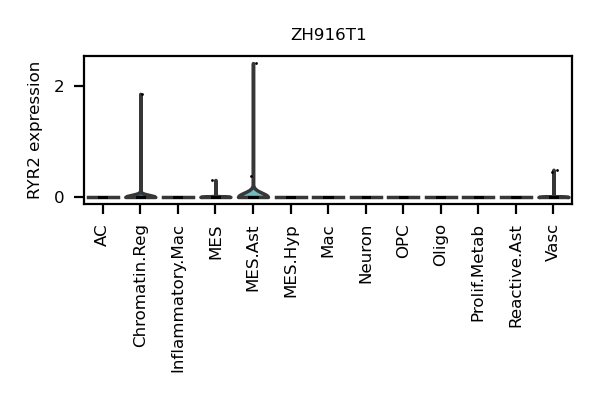 ZH916T1
RYR2 expression
2
0
AC
Chromatin.Reg
Inflammatory.Mac
MES
MES.Ast
MES.Hyp
Mac
Neuron
OPC
Oligo
Prolif.Metab
Reactive.Ast
Vasc